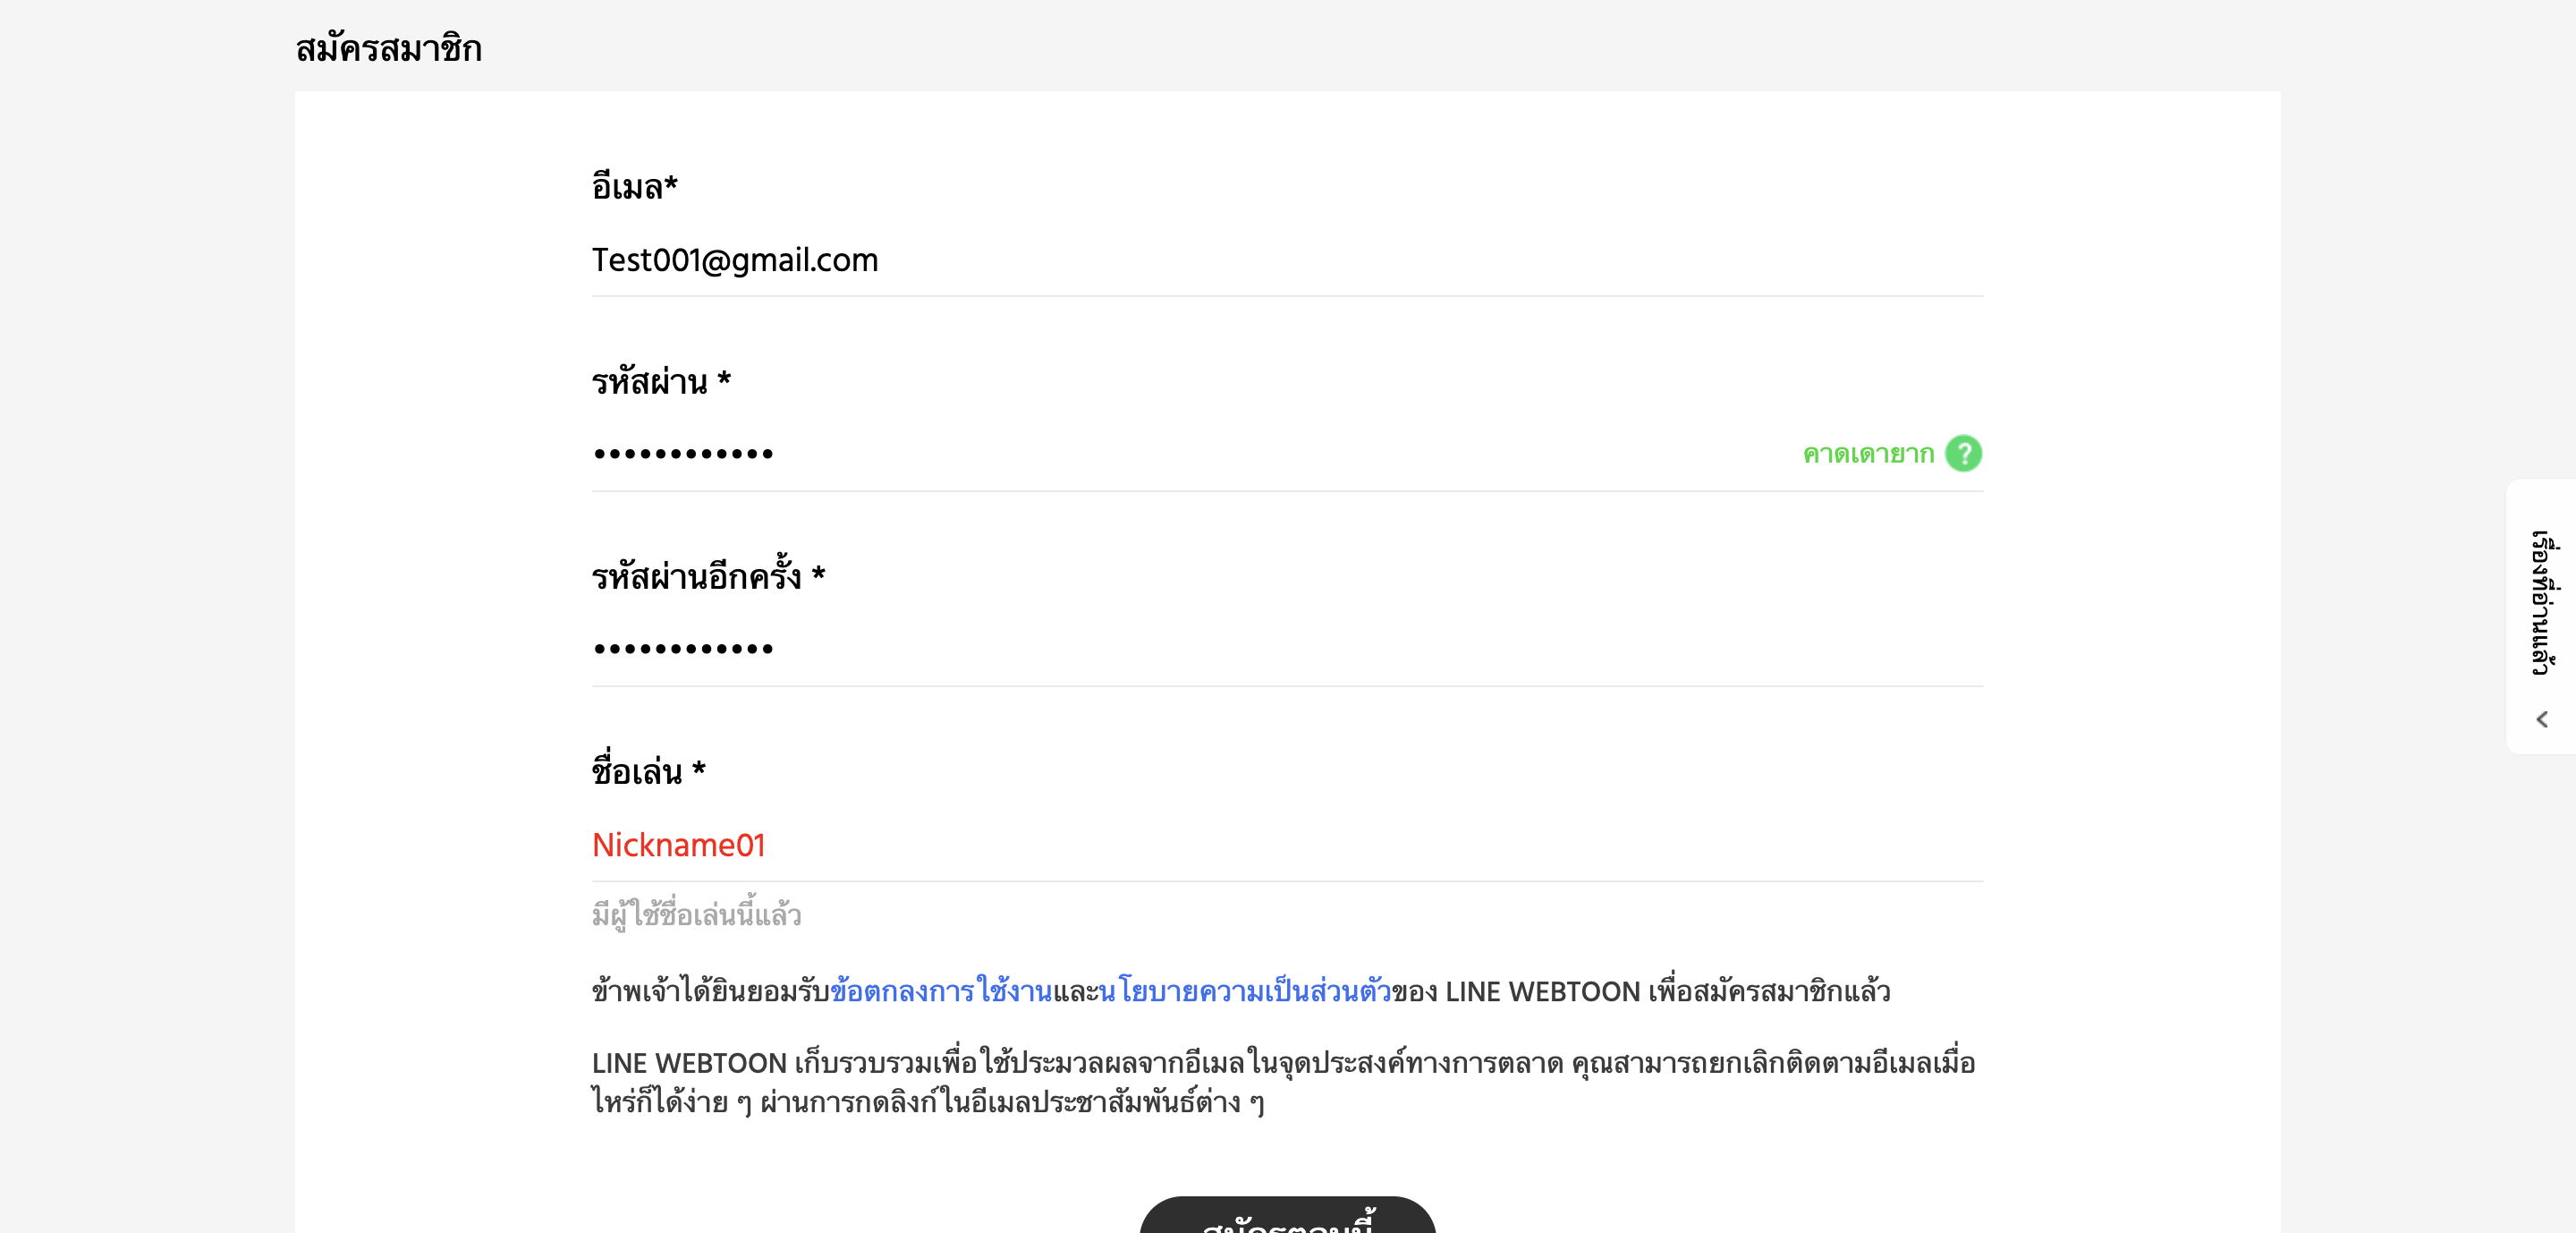 สมัครสมาชิก
อีเมล*
Test001@gmail.com
รหัสผ่าน *
••••••••••••
คาดเดายาก ?
รหัสผ่านอีกครั้ง *
••••••••••••
ชื่อเล่น *
Nickname01
มีผู้ใช้ชื่อเล่นนี้แล้ว
ข้าพเจ้าได้ยินยอมรับข้อตกลงการใช้งานและนโยบายความเป็นส่วนตัวของ LINE WEBTOON เพื่อสมัครสมาชิกแล้ว
LINE WEBTOON เก็บรวบรวมเพื่อใช้ประมวลผลจากอีเมลในจุดประสงค์ทางการตลาด คุณสามารถยกเลิกติดตามอีเมลเมื่อ
ไหร่ก็ได้ง่าย ๆ ผ่านการกดลิงก์ในอีเมลประชาสัมพันธ์ต่าง ๆ
สมัครตอนนี้
เรื่องที่อ่านแล้ว